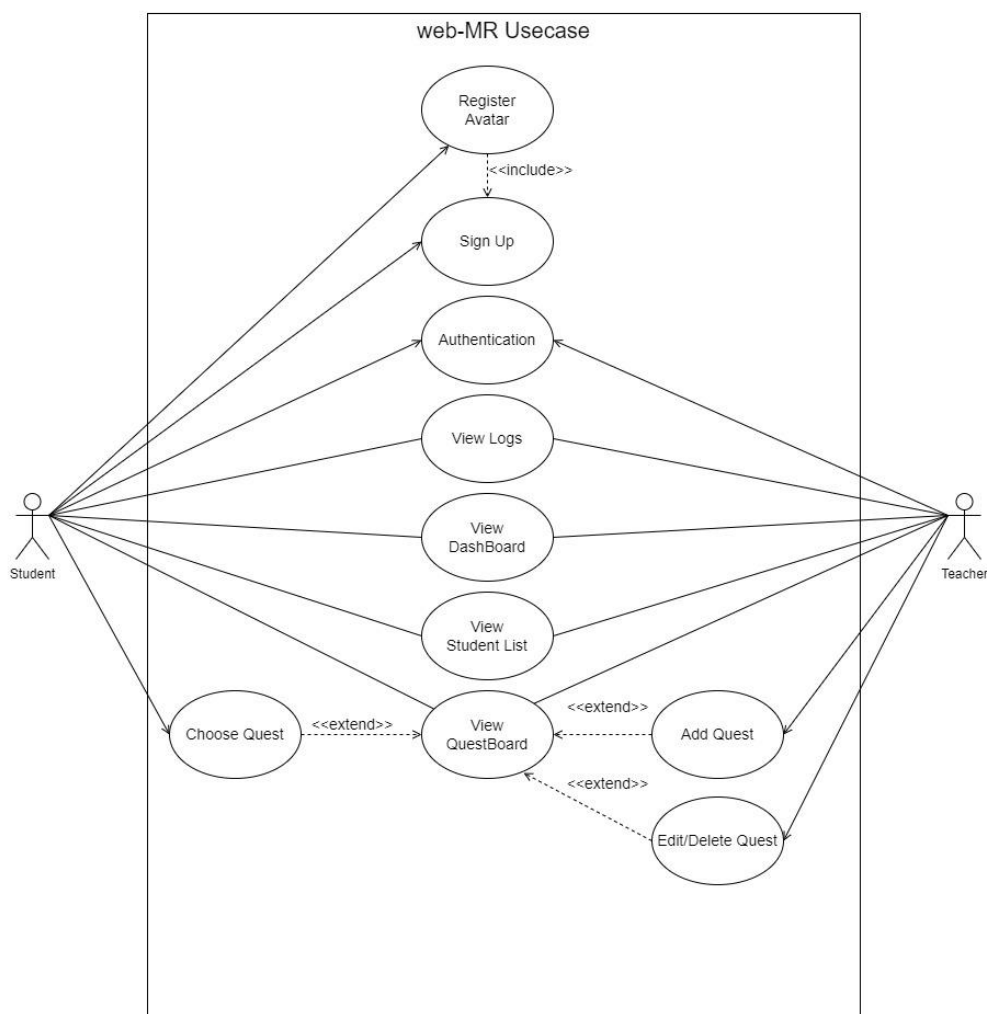 web-MR Usecase
Register
Avatar
<<include>>
Sign Up
Authentication
View Logs
View
DashBoard
Student
Teacher
View
Student List
Choose Quest
<<extend>>
View
QuestBoard
<<extend>>
Add Quest
<<extend>>
Edit/Delete Quest